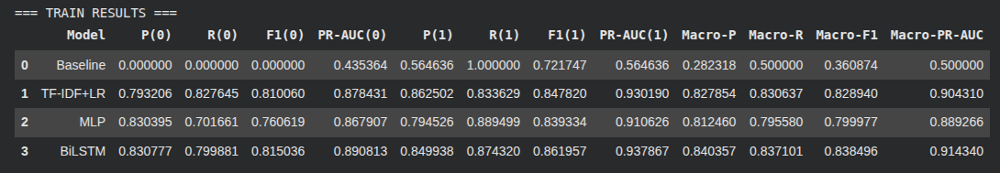 === TRAIN RESULTS ===
Model P(0) R(0) F1(0) PR-AUC(0) P(1) R(1) F1(1) PR-AUC(1) Macro-P Macro-R Macro-F1 Macro-PR-AUC
0 Baseline 0.000000 0.000000 0.000000 0.435364 0.564636 1.000000 0.721747 0.564636 0.282318 0.500000 0.360874 0.500000
1 TF-IDF+LR 0.793206 0.827645 0.810060 0.878431 0.862502 0.833629 0.847820 0.930190 0.827854 0.830637 0.828940 0.904310
2 MLP 0.830395 0.701661 0.760619 0.867907 0.794526 0.889499 0.839334 0.910626 0.812460 0.795580 0.799977 0.889266
3 BiLSTM 0.830777 0.799881 0.815036 0.890813 0.849938 0.874320 0.861957 0.937867 0.840357 0.837101 0.838496 0.914340